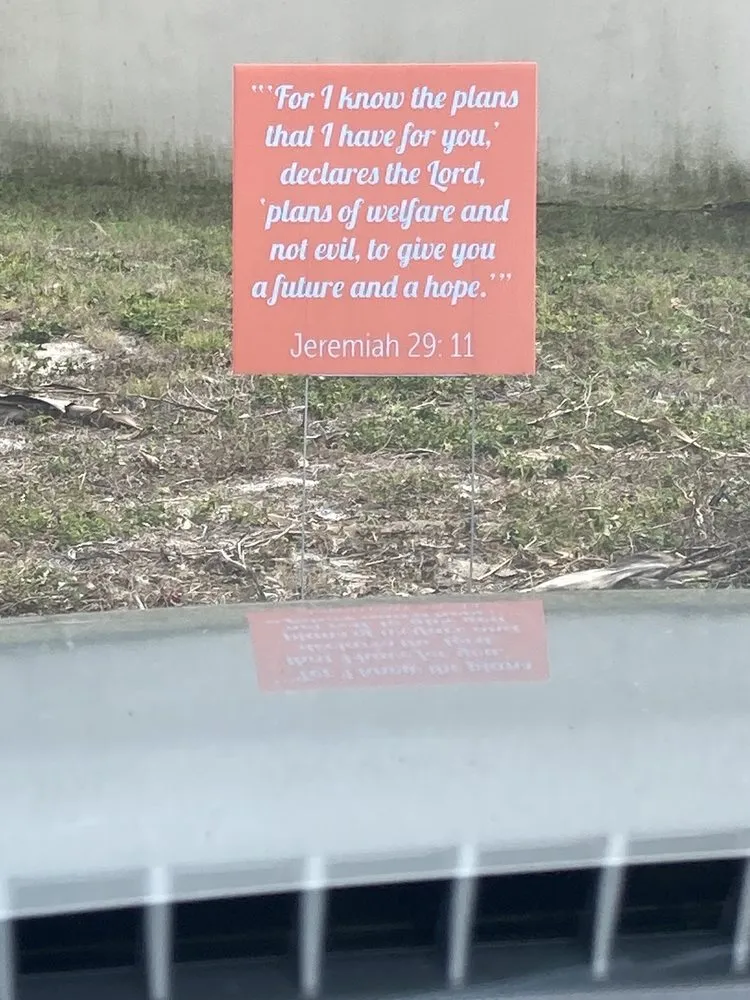 "'For I know the plans
that I have for you,'
declares the Lord,
'plans of welfare and
not evil, to give you
a future and a hope.'"
Jeremiah 29: 11